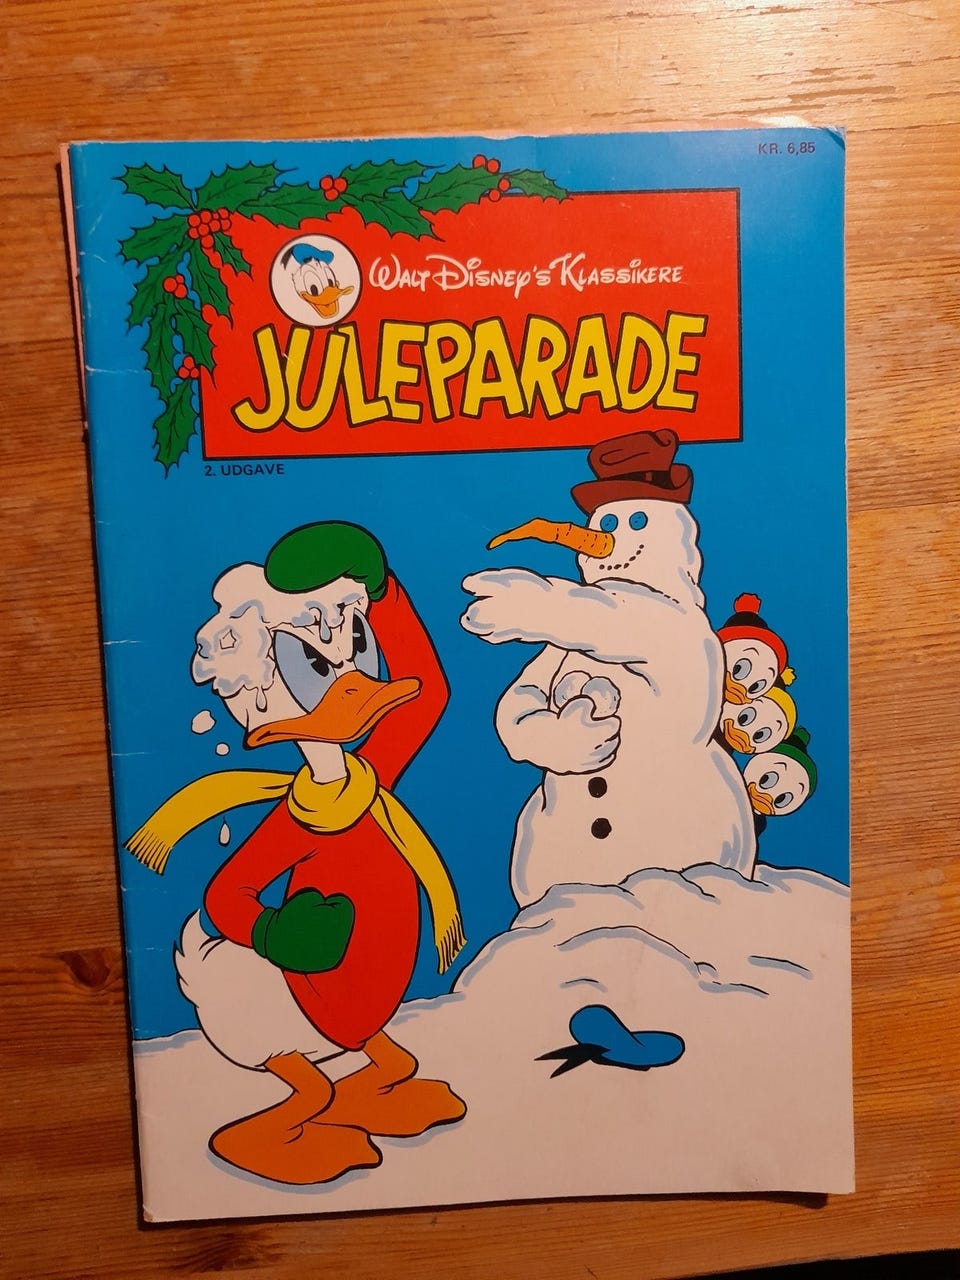 KR. 6,85
WALT DISNEY'S KLASSIKERE
JULEPARADE
2. UDGAVE